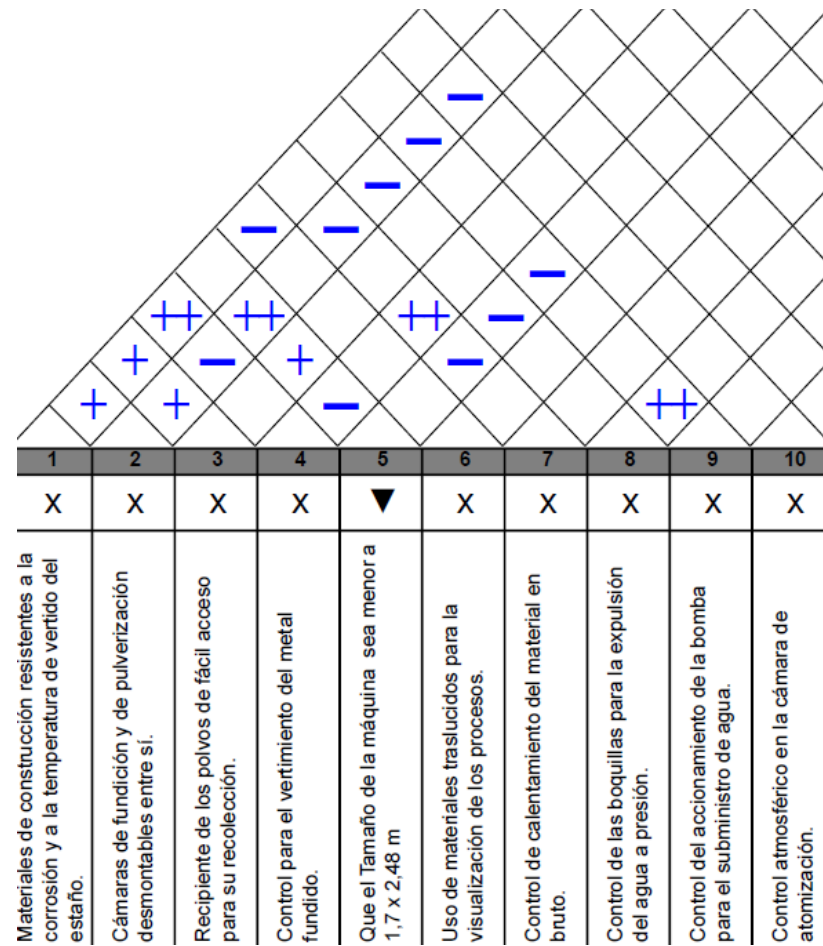 ━
━
━
━ ━
━
++ ++ ++ ━
+ ━ + ━
+ + ━ ++
1 2 3 4 5 6 7 8 9 10
X X X X ▼ X X X X X
Materiales de construcción resistentes a la
corrosión y a la temperatura de vertido del
estaño.
Cámaras de fundición y de pulverización
desmontables entre sí.
Recipiente de los polvos de fácil acceso
para su recolección.
Control para el vertimiento del metal
fundido.
Que el Tamaño de la máquina sea menor a
1,7 x 2,48 m
Uso de materiales traslucidos para la
visualización de los procesos.
Control de calentamiento del material en
bruto.
Control de las boquillas para la expulsión
del agua a presión.
Control del accionamiento de la bomba
para el subministro de agua.
Control atmosférico en la cámara de
atomización.